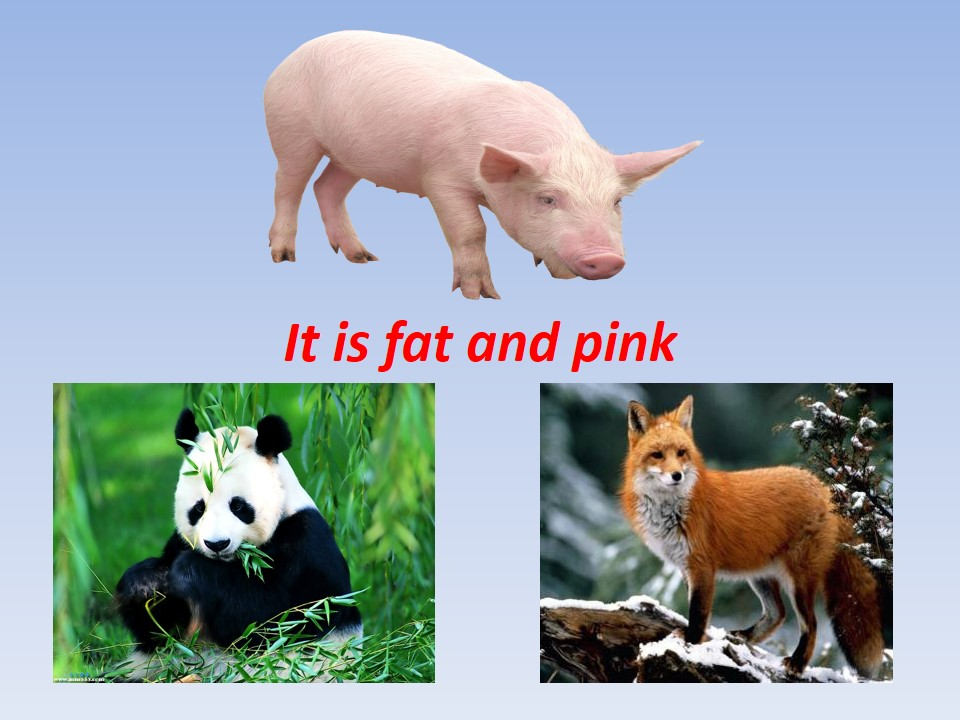 It is fat and pink